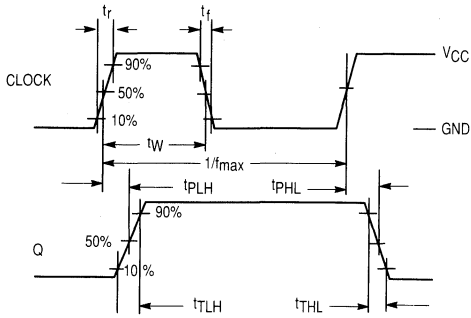 tr tf
90% VCC
CLOCK 50%
10% GND
tW
1/fmax
tPLH tPHL
90%
Q 50%
10 %
tTLH tTHL